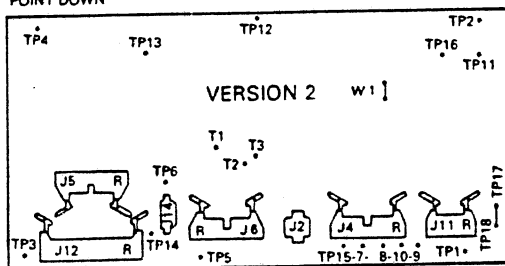 POINT DOWN
TP4
TP12
TP2
TP13
TP16
TP11
VERSION 2
W1
T1
T2
T3
J5 R
TP6
TP17
R J6
J2
J4 R
J11 R
TP18
TP3
J12 R
TP14
TP5
TP15-7- 8-10-9
TP1